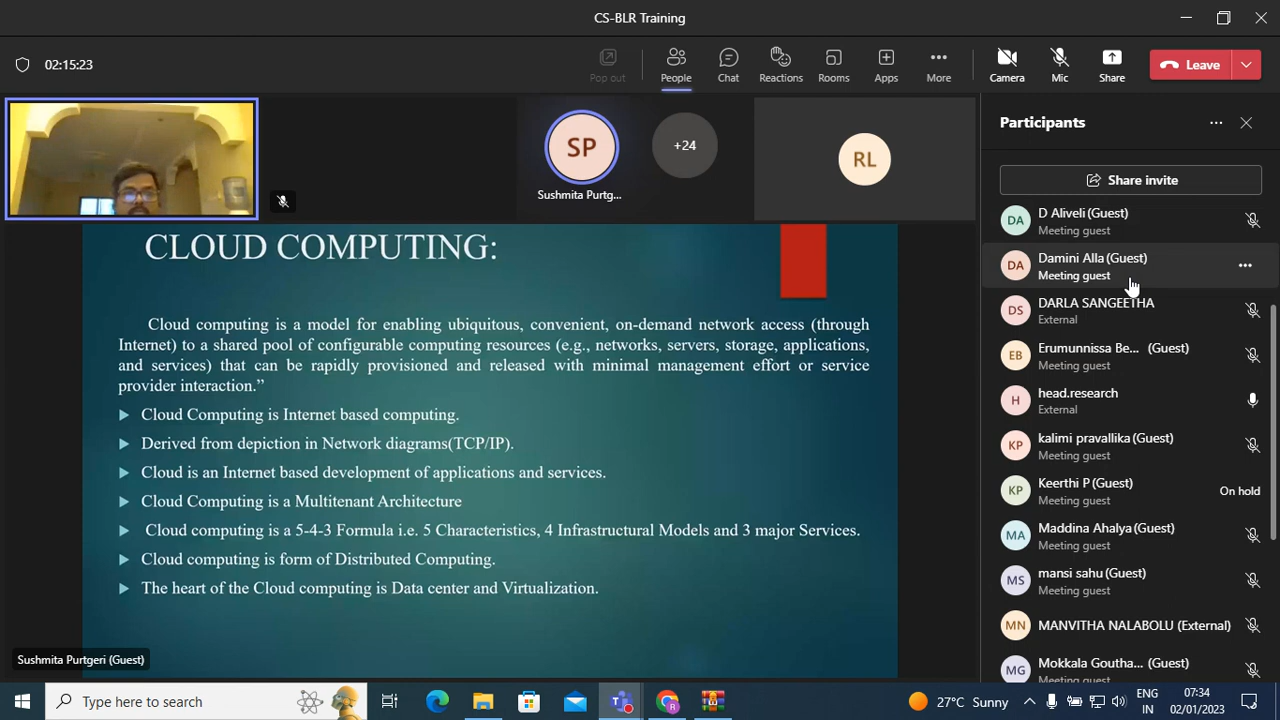 CS-BLR Training
02:15:23
Pop out
People
Chat
Reactions
Rooms
Apps
More
Camera
Mic
Share
Leave
SP
Sushmita Purtg...
+24
RL
CLOUD COMPUTING:
Cloud computing is a model for enabling ubiquitous, convenient, on-demand network access (through
Internet) to a shared pool of configurable computing resources (e.g., networks, servers, storage, applications,
and services) that can be rapidly provisioned and released with minimal management effort or service
provider interaction.”
Cloud Computing is Internet based computing.
Derived from depiction in Network diagrams(TCP/IP).
Cloud is an Internet based development of applications and services.
Cloud Computing is a Multitenant Architecture
Cloud computing is a 5-4-3 Formula i.e. 5 Characteristics, 4 Infrastructural Models and 3 major Services.
Cloud computing is form of Distributed Computing.
The heart of the Cloud computing is Data center and Virtualization.
Sushmita Purtgeri (Guest)
Participants
Share invite
DA
D Aliveli (Guest)
Meeting guest
DA
Damini Alla (Guest)
Meeting guest
DS
DARLA SANGEETHA
External
EB
Erumunnissa Be... (Guest)
Meeting guest
H
head.research
External
KP
kalimi pravallika (Guest)
Meeting guest
KP
Keerthi P (Guest)
Meeting guest
On hold
MA
Maddina Ahalya (Guest)
Meeting guest
MS
mansi sahu (Guest)
Meeting guest
MN
MANVITHA NALABOLU (External)
MG
Mokkala Goutha... (Guest)
Meeting guest
Type here to search
27°C Sunny
ENG
IN
07:34
02/01/2023